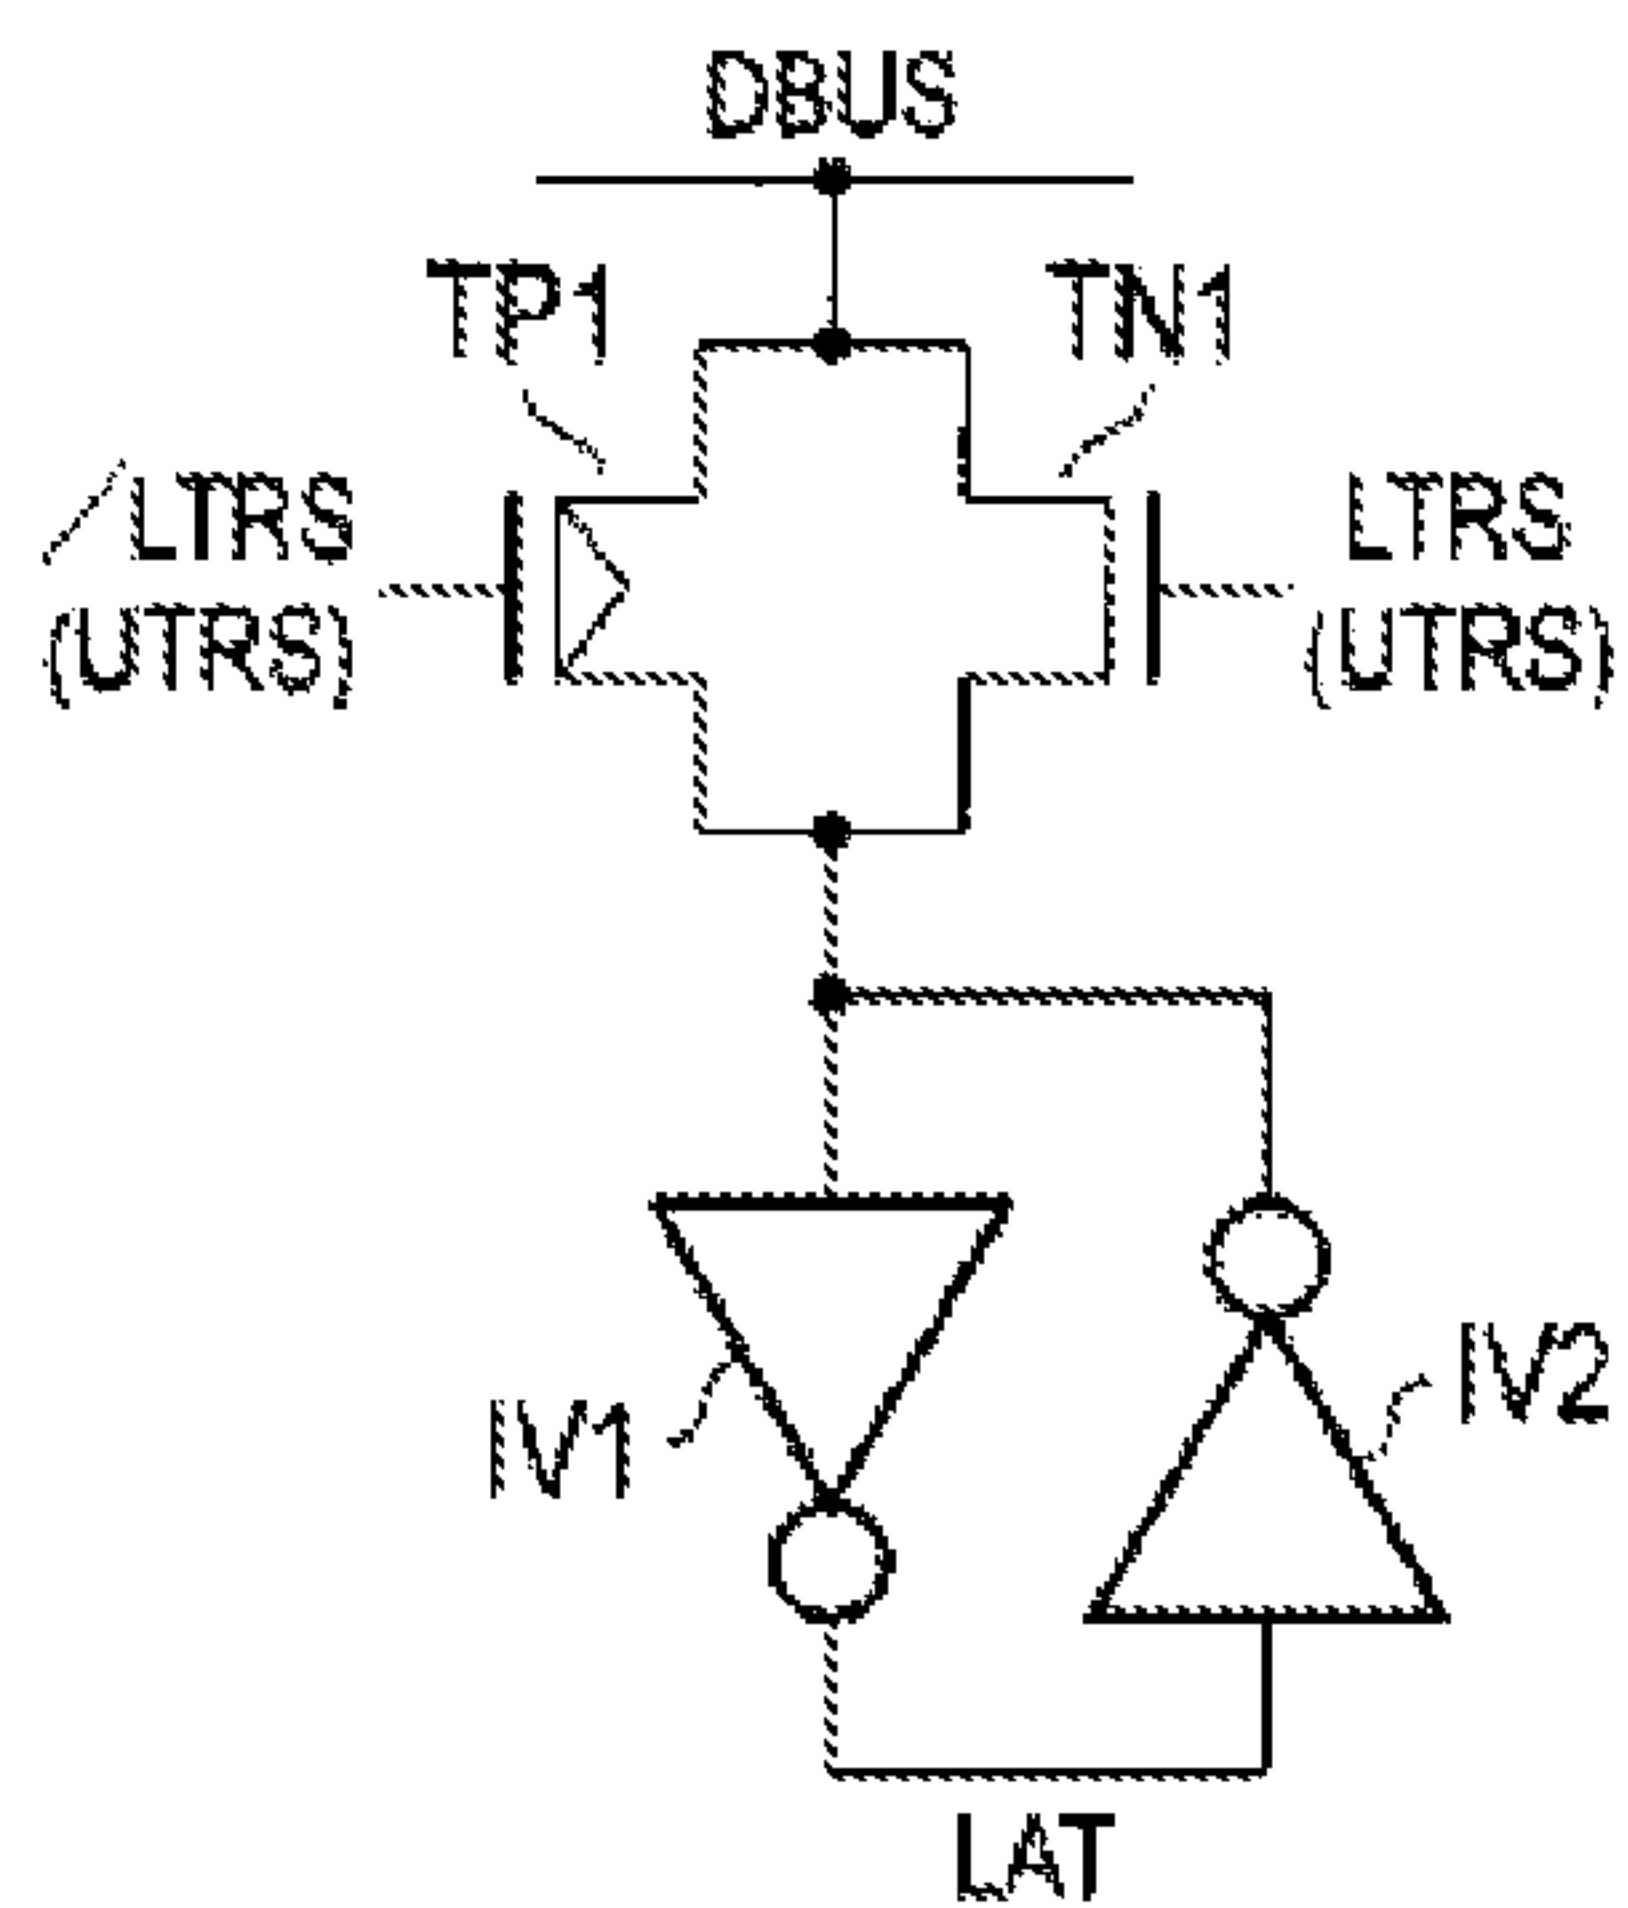 DBUS
TP1
TN1
/LTRS
(UTRS)
LTRS
(UTRS)
IV1
IV2
LAT